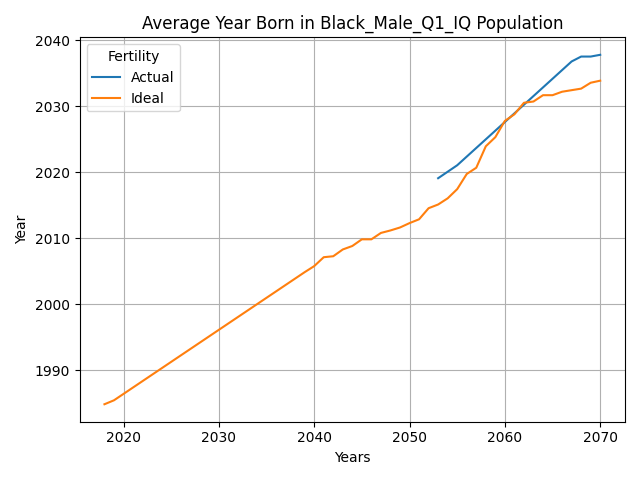 Average Year Born in Black_Male_Q1_IQ Population
2040
2030
2020
2010
2000
1990
Year
Fertility
Actual
Ideal
2020 2030 2040 2050 2060 2070
Years